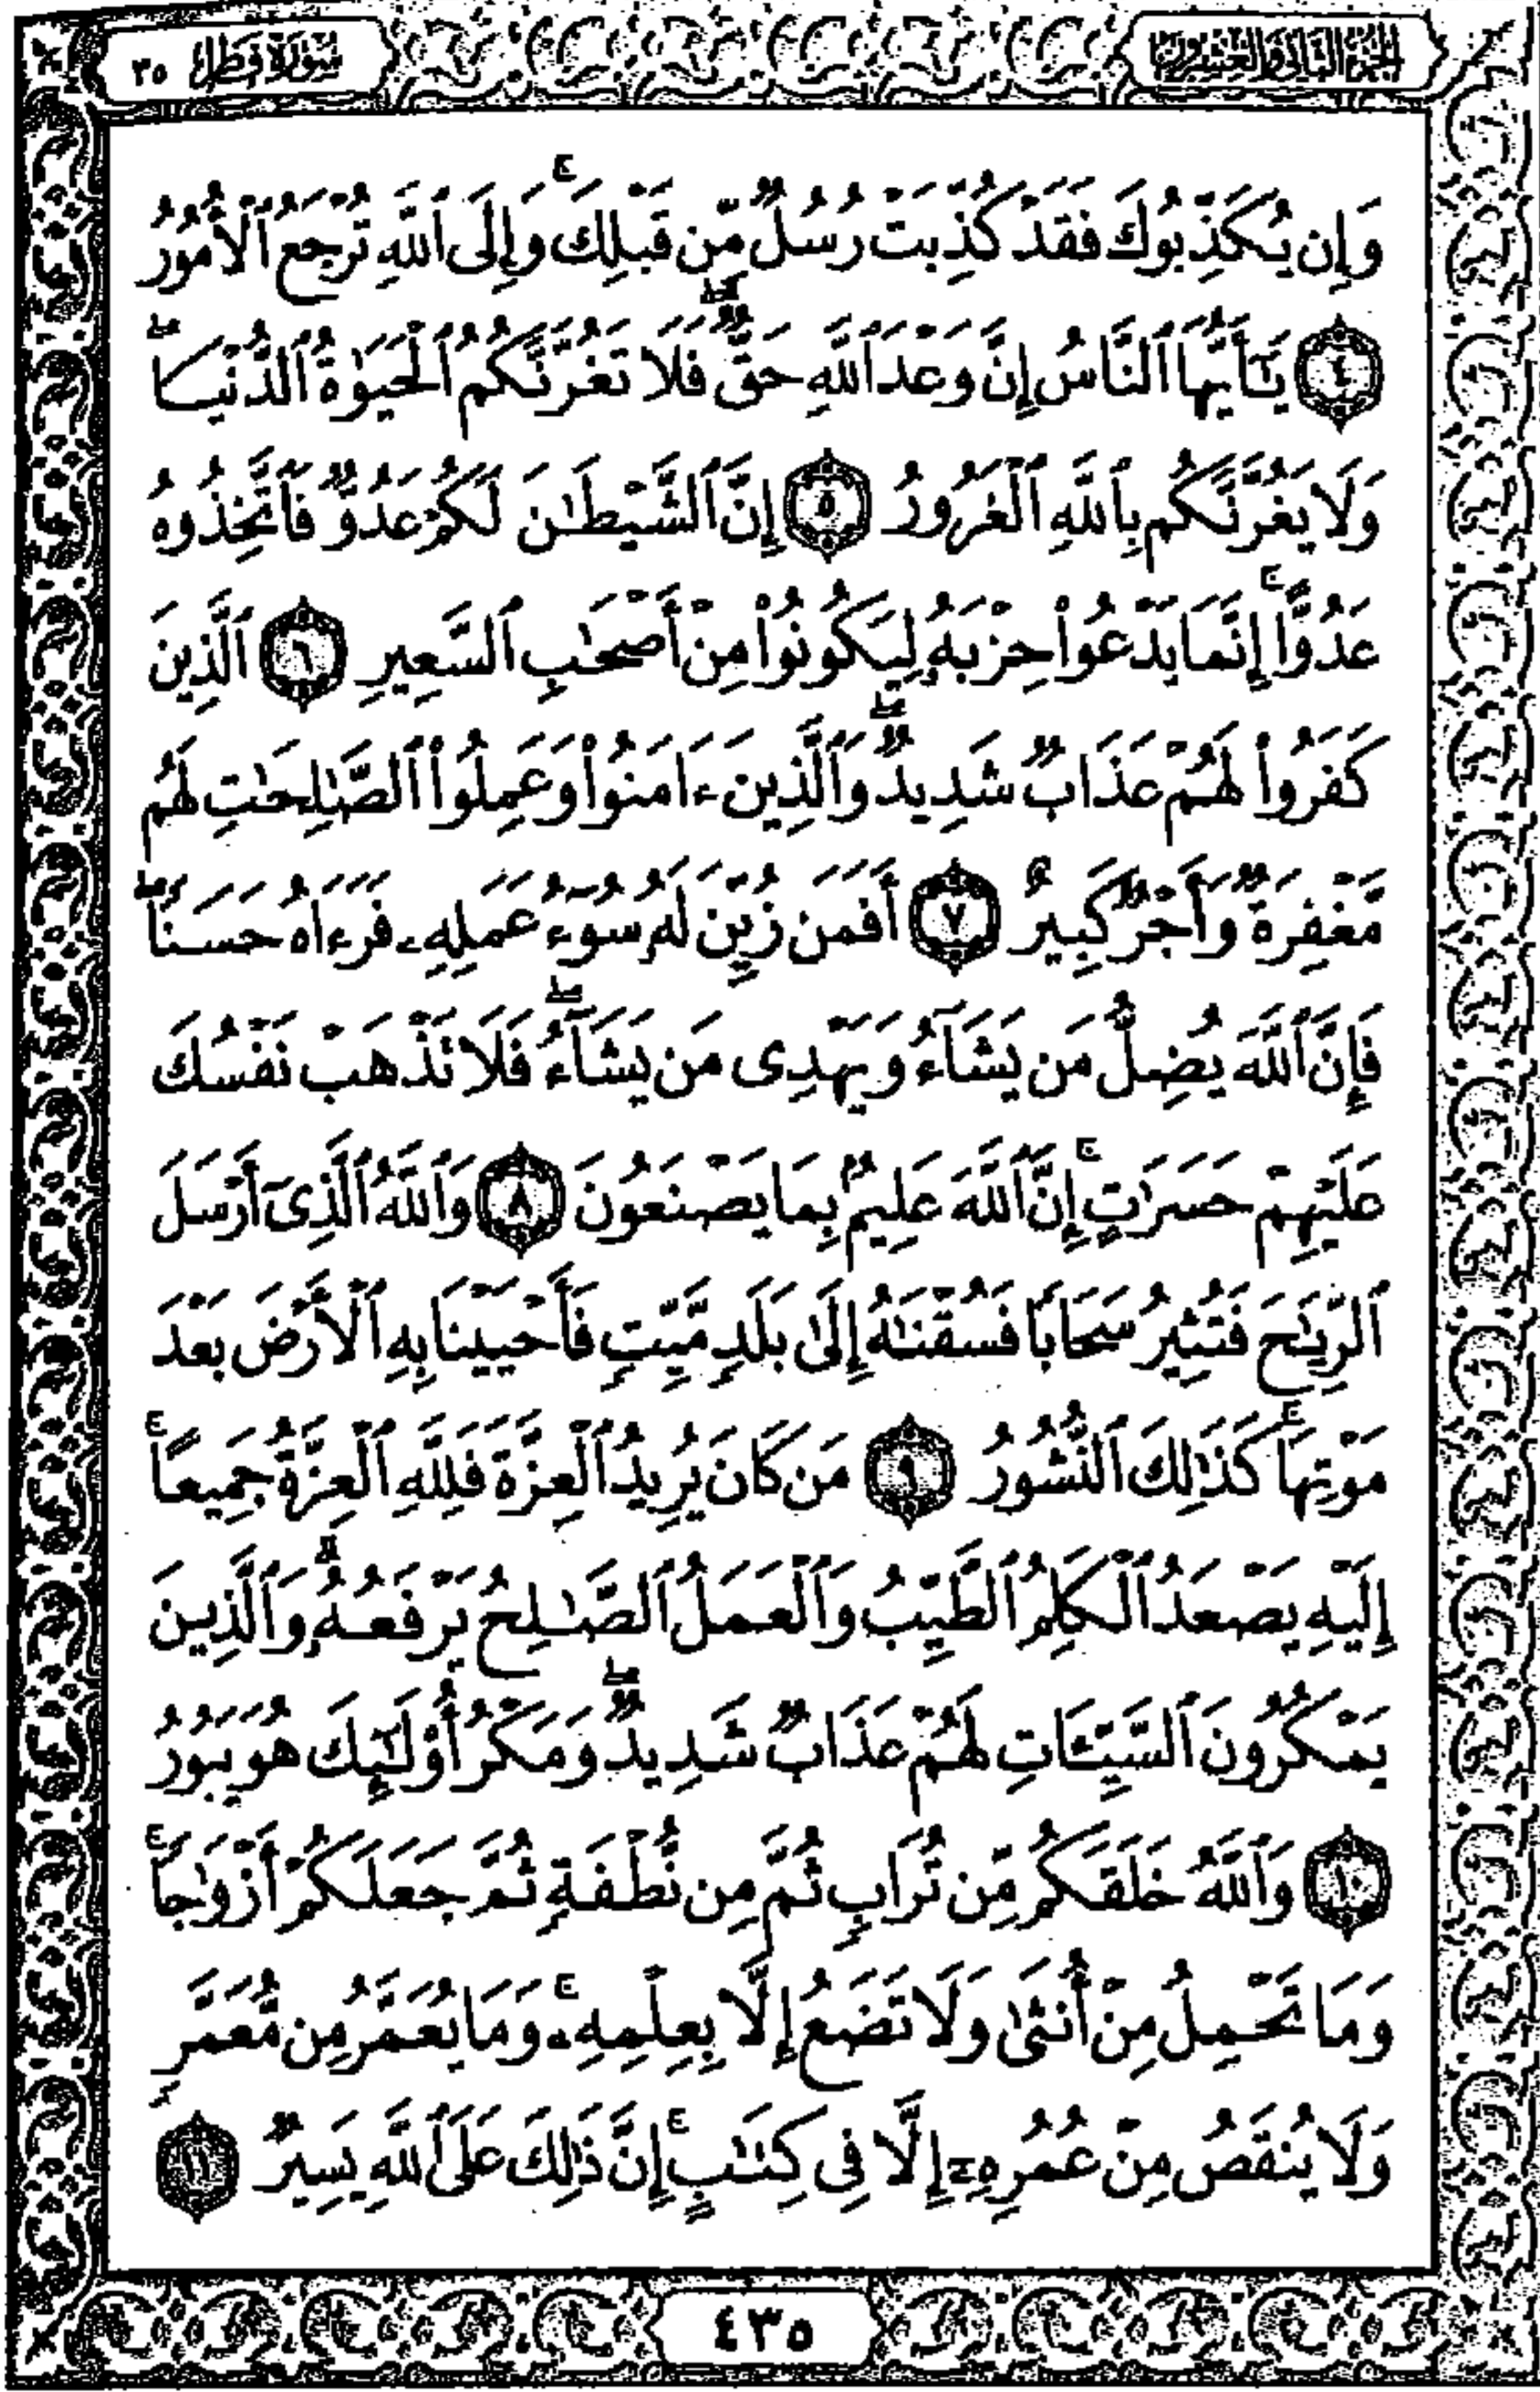 الجزء الثاني والعشرون
سورة فاطر ٣٥
وَإِن يُكَذِّبُوكَ فَقَدْ كُذِّبَتْ رُسُلٌ مِّن قَبْلِكَ ۚ وَإِلَى ٱللَّهِ تُرْجَعُ ٱلْأُمُورُ
٤ يَٰٓأَيُّهَا ٱلنَّاسُ إِنَّ وَعْدَ ٱللَّهِ حَقٌّ ۖ فَلَا تَغُرَّنَّكُمُ ٱلْحَيَوٰةُ ٱلدُّنْيَا ۖ
وَلَا يَغُرَّنَّكُم بِٱللَّهِ ٱلْغَرُورُ ٥ إِنَّ ٱلشَّيْطَٰنَ لَكُمْ عَدُوٌّ فَٱتَّخِذُوهُ
عَدُوًّا ۚ إِنَّمَا يَدْعُوا۟ حِزْبَهُۥ لِيَكُونُوا۟ مِنْ أَصْحَٰبِ ٱلسَّعِيرِ ٦ ٱلَّذِينَ
كَفَرُوا۟ لَهُمْ عَذَابٌ شَدِيدٌ ۖ وَٱلَّذِينَ ءَامَنُوا۟ وَعَمِلُوا۟ ٱلصَّٰلِحَٰتِ لَهُم
مَّغْفِرَةٌ وَأَجْرٌ كَبِيرٌ ٧ أَفَمَن زُيِّنَ لَهُۥ سُوٓءُ عَمَلِهِۦ فَرَءَاهُ حَسَنًا ۖ
فَإِنَّ ٱللَّهَ يُضِلُّ مَن يَشَآءُ وَيَهْدِى مَن يَشَآءُ ۖ فَلَا تَذْهَبْ نَفْسُكَ
عَلَيْهِمْ حَسَرَٰتٍ ۚ إِنَّ ٱللَّهَ عَلِيمٌۢ بِمَا يَصْنَعُونَ ٨ وَٱللَّهُ ٱلَّذِىٓ أَرْسَلَ
ٱلرِّيَٰحَ فَتُثِيرُ سَحَابًا فَسُقْنَٰهُ إِلَىٰ بَلَدٍ مَّيِّتٍ فَأَحْيَيْنَا بِهِ ٱلْأَرْضَ بَعْدَ
مَوْتِهَا ۚ كَذَٰلِكَ ٱلنُّشُورُ ٩ مَن كَانَ يُرِيدُ ٱلْعِزَّةَ فَلِلَّهِ ٱلْعِزَّةُ جَمِيعًا ۚ
إِلَيْهِ يَصْعَدُ ٱلْكَلِمُ ٱلطَّيِّبُ وَٱلْعَمَلُ ٱلصَّٰلِحُ يَرْفَعُهُۥ ۚ وَٱلَّذِينَ
يَمْكُرُونَ ٱلسَّيِّـَٔاتِ لَهُمْ عَذَابٌ شَدِيدٌ ۖ وَمَكْرُ أُو۟لَٰٓئِكَ هُوَ يَبُورُ
١٠ وَٱللَّهُ خَلَقَكُم مِّن تُرَابٍ ثُمَّ مِن نُّطْفَةٍ ثُمَّ جَعَلَكُمْ أَزْوَٰجًا ۚ
وَمَا تَحْمِلُ مِنْ أُنثَىٰ وَلَا تَضَعُ إِلَّا بِعِلْمِهِۦ ۚ وَمَا يُعَمَّرُ مِن مُّعَمَّرٍ
وَلَا يُنقَصُ مِنْ عُمُرِهِۦٓ إِلَّا فِى كِتَٰبٍ ۚ إِنَّ ذَٰلِكَ عَلَى ٱللَّهِ يَسِيرٌ ١١
٤٣٥